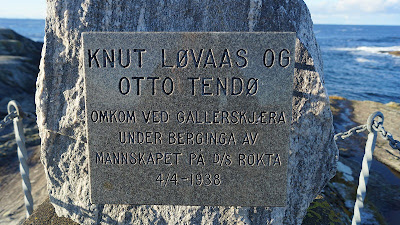 KNUT LØVAAS OG
OTTO TENDØ
OMKOM VED GALLERSKJÆRA
UNDER BERGINGA AV
MANNSKAPET PÅ D/S ROKTA
4/4-1938